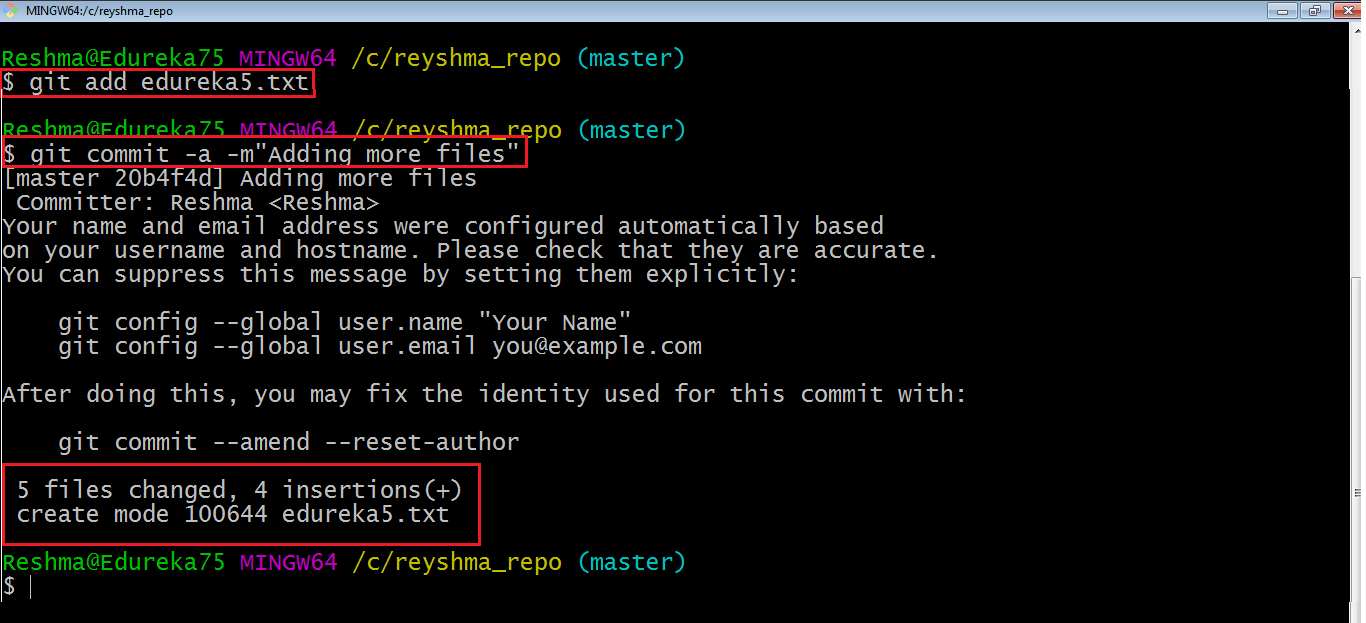 MINGW64:/c/reyshma_repo
Reshma@Edureka75 MINGW64 /c/reyshma_repo (master)
$ git add edureka5.txt
Reshma@Edureka75 MINGW64 /c/reyshma_repo (master)
$ git commit -a -m"Adding more files"
[master 20b4f4d] Adding more files
 Committer: Reshma <Reshma>
Your name and email address were configured automatically based
on your username and hostname. Please check that they are accurate.
You can suppress this message by setting them explicitly:
    git config --global user.name "Your Name"
    git config --global user.email you@example.com
After doing this, you may fix the identity used for this commit with:
    git commit --amend --reset-author
 5 files changed, 4 insertions(+)
 create mode 100644 edureka5.txt
Reshma@Edureka75 MINGW64 /c/reyshma_repo (master)
$